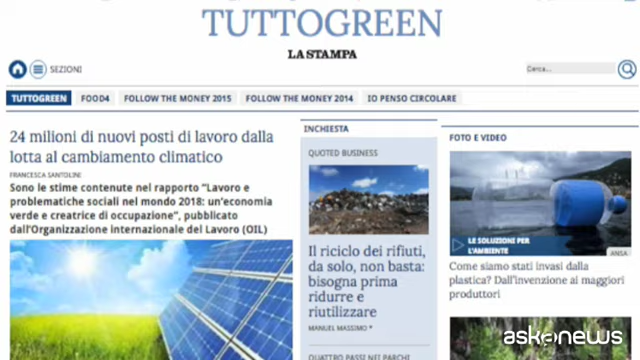 TUTTOGREEN
LA STAMPA
SEZIONI
Cerca...
TUTTOGREEN
FOOD4
FOLLOW THE MONEY 2015
FOLLOW THE MONEY 2014
IO PENSO CIRCOLARE
24 milioni di nuovi posti di lavoro dalla
lotta al cambiamento climatico
FRANCESCA SANTOLINI
Sono le stime contenute nel rapporto “Lavoro e
problematiche sociali nel mondo 2018: un’economia
verde e creatrice di occupazione”, pubblicato
dall’Organizzazione internazionale del Lavoro (OIL)
INCHIESTA
QUOTED BUSINESS
Il riciclo dei rifiuti,
da solo, non basta:
bisogna prima
ridurre e
riutilizzare
MANUEL MASSIMO *
QUATTRO PASSI NEI PARCHI
FOTO E VIDEO
LE SOLUZIONI PER
L'AMBIENTE
ANSA
Come siamo stati invasi dalla
plastica? Dall’invenzione ai maggiori
produttori
askanews